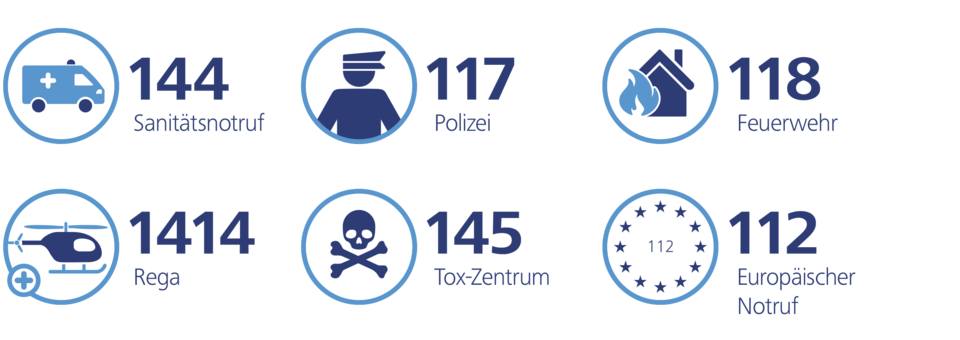 144
Sanitätsnotruf
117
Polizei
118
Feuerwehr
1414
Rega
145
Tox-Zentrum
112
112
Europäischer
Notruf